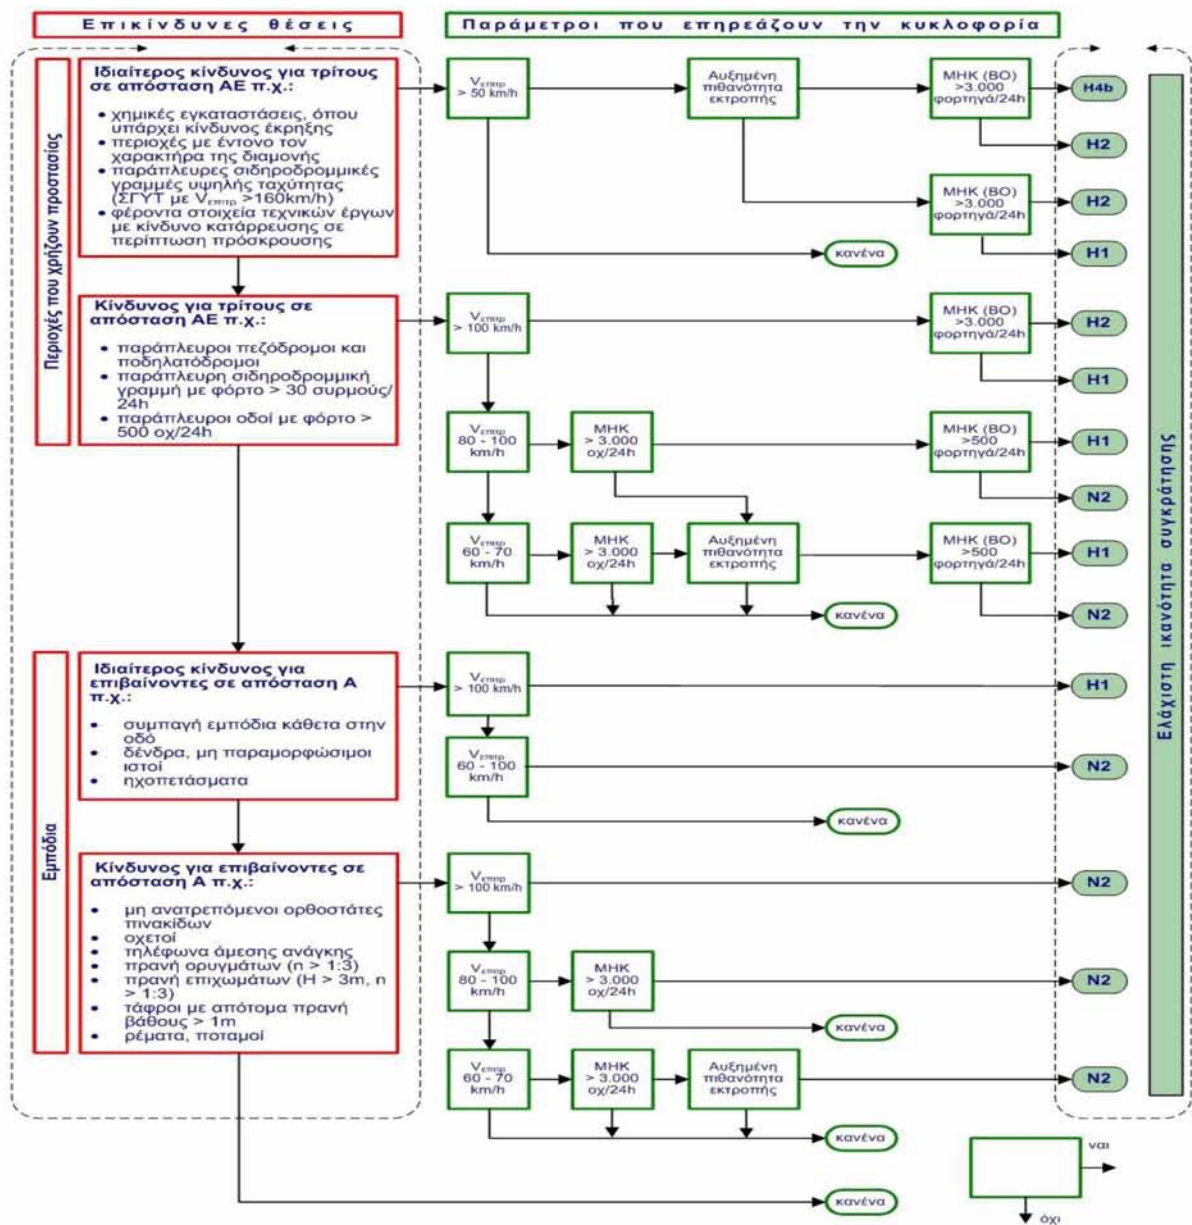 Επικίνδυνες θέσεις
Παράμετροι που επηρεάζουν την κυκλοφορία
Περιοχές που χρήζουν προστασίας
Ιδιαίτερος κίνδυνος για τρίτους
σε απόσταση ΑΕ π.χ.:
• χημικές εγκαταστάσεις, όπου
υπάρχει κίνδυνος έκρηξης
• περιοχές με έντονο τον
χαρακτήρα της διαμονής
• παράπλευρες σιδηροδρομμικές
γραμμές υψηλής ταχύτητας
(ΣΓΥΤ με Vεπιτρ >160km/h)
• φέροντα στοιχεία τεχνικών έργων
με κίνδυνο κατάρρευσης σε
περίπτωση πρόσκρουσης
Vεπιτρ
> 50 km/h
Αυξημένη
πιθανότητα
εκτροπής
ΜΗΚ (ΒΟ)
>3.000
φορτηγά/24h
H4b
H2
ΜΗΚ (ΒΟ)
>3.000
φορτηγά/24h
H2
H1
κανένα
Κίνδυνος για τρίτους σε
απόσταση ΑΕ π.χ.:
• παράπλευροι πεζόδρομοι και
ποδηλατόδρομοι
• παράπλευρη σιδηροδρομμική
γραμμή με φόρτο > 30 συρμούς/
24h
• παράπλευροι οδοί με φόρτο >
500 οχ/24h
Vεπιτρ
> 100 km/h
ΜΗΚ (ΒΟ)
>3.000
φορτηγά/24h
H2
H1
Vεπιτρ
80 - 100
km/h
ΜΗΚ
> 3.000
οχ/24h
ΜΗΚ (ΒΟ)
>500
φορτηγά/24h
H1
N2
Vεπιτρ
60 - 70
km/h
ΜΗΚ
> 3.000
οχ/24h
Αυξημένη
πιθανότητα
εκτροπής
ΜΗΚ (ΒΟ)
>500
φορτηγά/24h
H1
N2
κανένα
Εμπόδια
Ιδιαίτερος κίνδυνος για
επιβαίνοντες σε απόσταση Α
π.χ.:
• συμπαγή εμπόδια κάθετα στην
οδό
• δένδρα, μη παραμορφώσιμοι
ιστοί
• ηχοπετάσματα
Vεπιτρ
> 100 km/h
H1
Vεπιτρ
60 - 100
km/h
N2
κανένα
Κίνδυνος για επιβαίνοντες σε
απόσταση Α π.χ.:
• μη ανατρεπόμενοι ορθοστάτες
πινακίδων
• οχετοί
• τηλέφωνα άμεσης ανάγκης
• πρανή ορυγμάτων (n > 1:3)
• πρανή επιχωμάτων (H > 3m, n
> 1:3)
• τάφροι με απότομα πρανή
βάθους > 1m
• ρέματα, ποταμοί
Vεπιτρ
> 100 km/h
N2
Vεπιτρ
80 - 100
km/h
ΜΗΚ
> 3.000
οχ/24h
N2
κανένα
Vεπιτρ
60 - 70
km/h
ΜΗΚ
> 3.000
οχ/24h
Αυξημένη
πιθανότητα
εκτροπής
N2
κανένα
κανένα
Ελάχιστη ικανότητα συγκράτησης
ναι
όχι